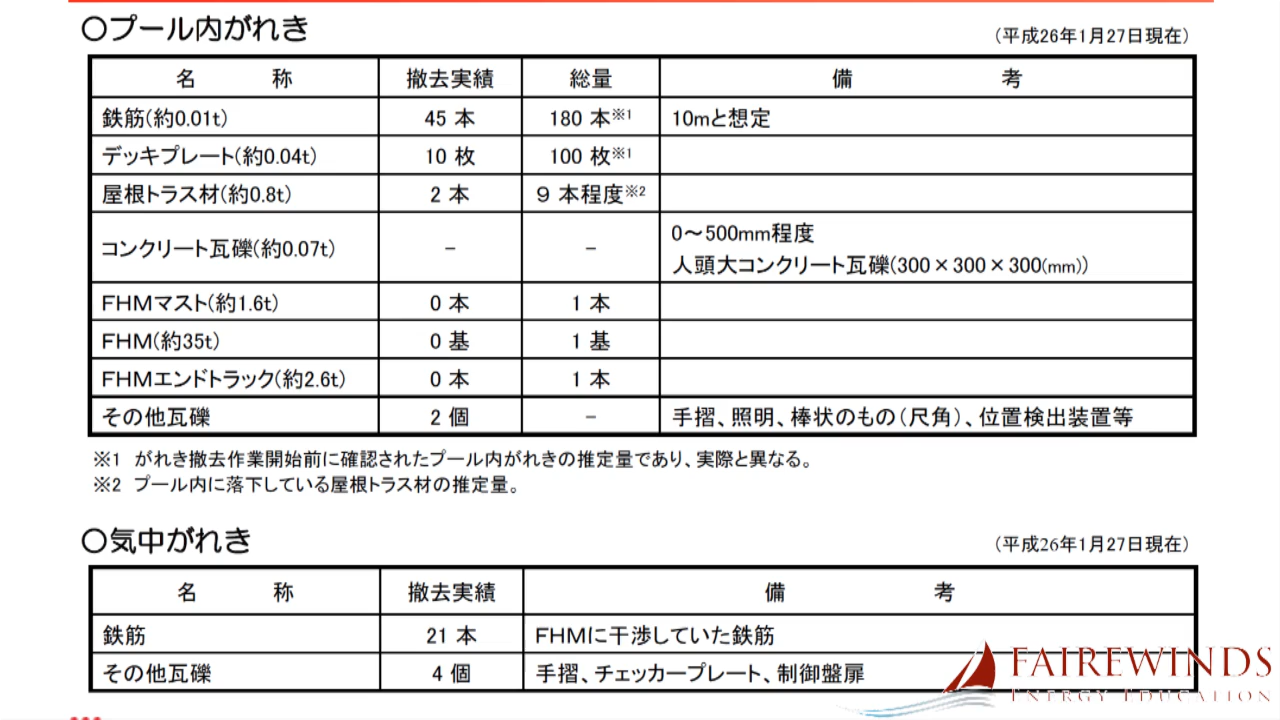 〇プール内がれき
（平成26年1月27日現在）
名 称 撤去実績 総量 備 考
鉄筋(約0.01t) 45 本 180 本※1 10mと想定
デッキプレート(約0.04t) 10 枚 100 枚※1
屋根トラス材(約0.8t) 2 本 9 本程度※2
コンクリート瓦礫(約0.07t) － － 0～500mm程度
人頭大コンクリート瓦礫(300×300×300(mm))
FHMマスト(約1.6t) 0 本 1 本
FHM(約35t) 0 基 1 基
FHMエンドトラック(約2.6t) 0 本 1 本
その他瓦礫 2 個 － 手摺、照明、棒状のもの（尺角）、位置検出装置等
※1 がれき撤去作業開始前に確認されたプール内がれきの推定量であり、実際と異なる。
※2 プール内に落下している屋根トラス材の推定量。
〇気中がれき
（平成26年1月27日現在）
名 称 撤去実績 備 考
鉄筋 21 本 FHMに干渉していた鉄筋
その他瓦礫 4 個 手摺、チェッカープレート、制御盤扉
FAIREWINDS
ENERGY EDUCATION